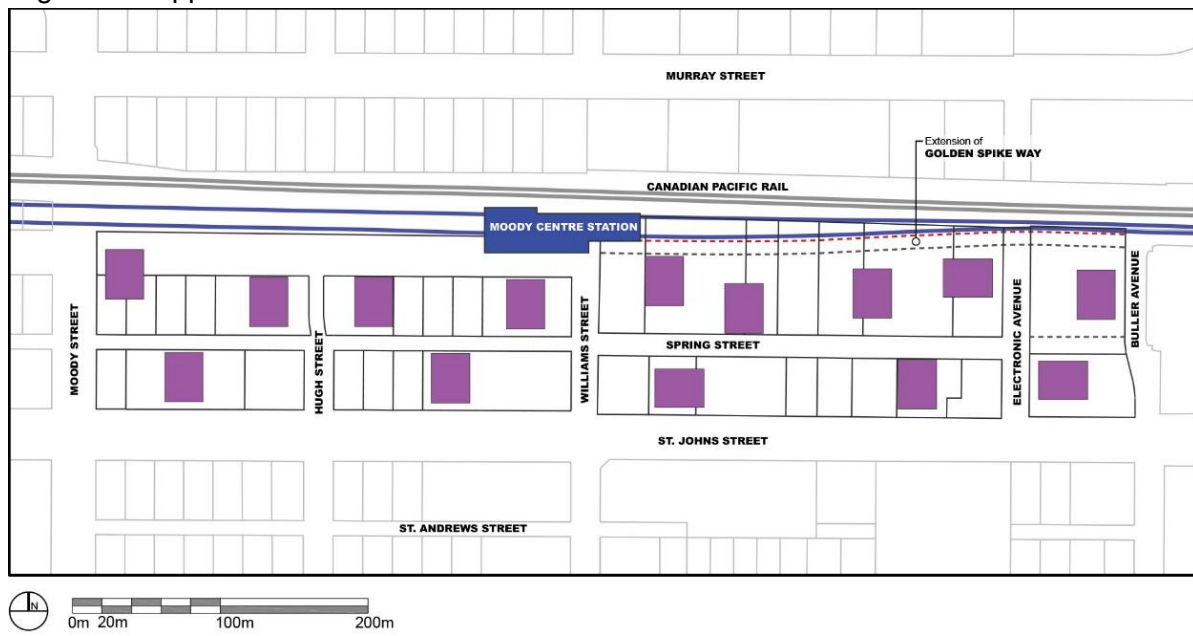 MURRAY STREET
Extension of
GOLDEN SPIKE WAY
CANADIAN PACIFIC RAIL
MOODY CENTRE STATION
MOODY STREET
HUGH STREET
WILLIAMS STREET
SPRING STREET
ELECTRONIC AVENUE
BULLER AVENUE
ST. JOHNS STREET
ST. ANDREWS STREET
N
0m 20m 100m 200m